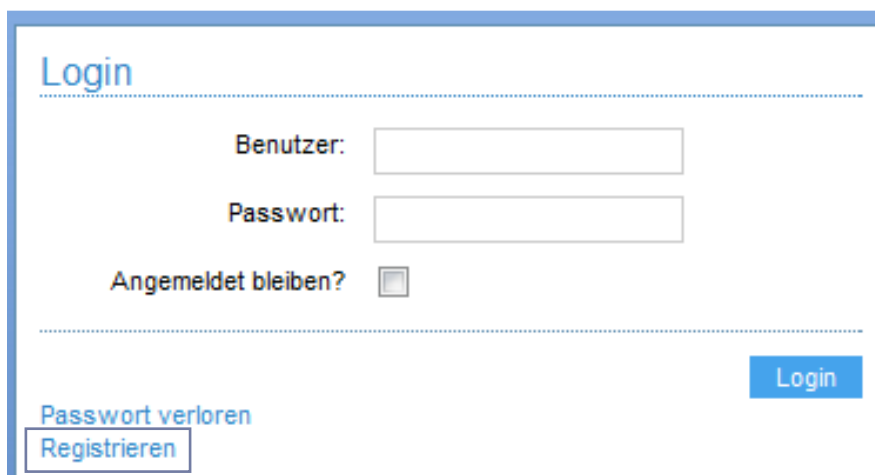 Login
Benutzer:
Passwort:
Angemeldet bleiben?
Login
Passwort verloren
Registrieren